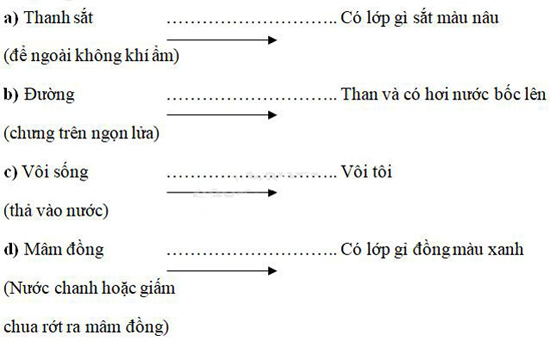 a) Thanh sắt ………………………….. Có lớp gì sắt màu nâu
(để ngoài không khí ẩm)
b) Đường ………………………….. Than và có hơi nước bốc lên
(chưng trên ngọn lửa)
c) Vôi sống ………………………….. Vôi tôi
(thả vào nước)
d) Mâm đồng ………………………….. Có lớp gỉ đồng màu xanh
(Nước chanh hoặc giấm
chua rớt ra mâm đồng)